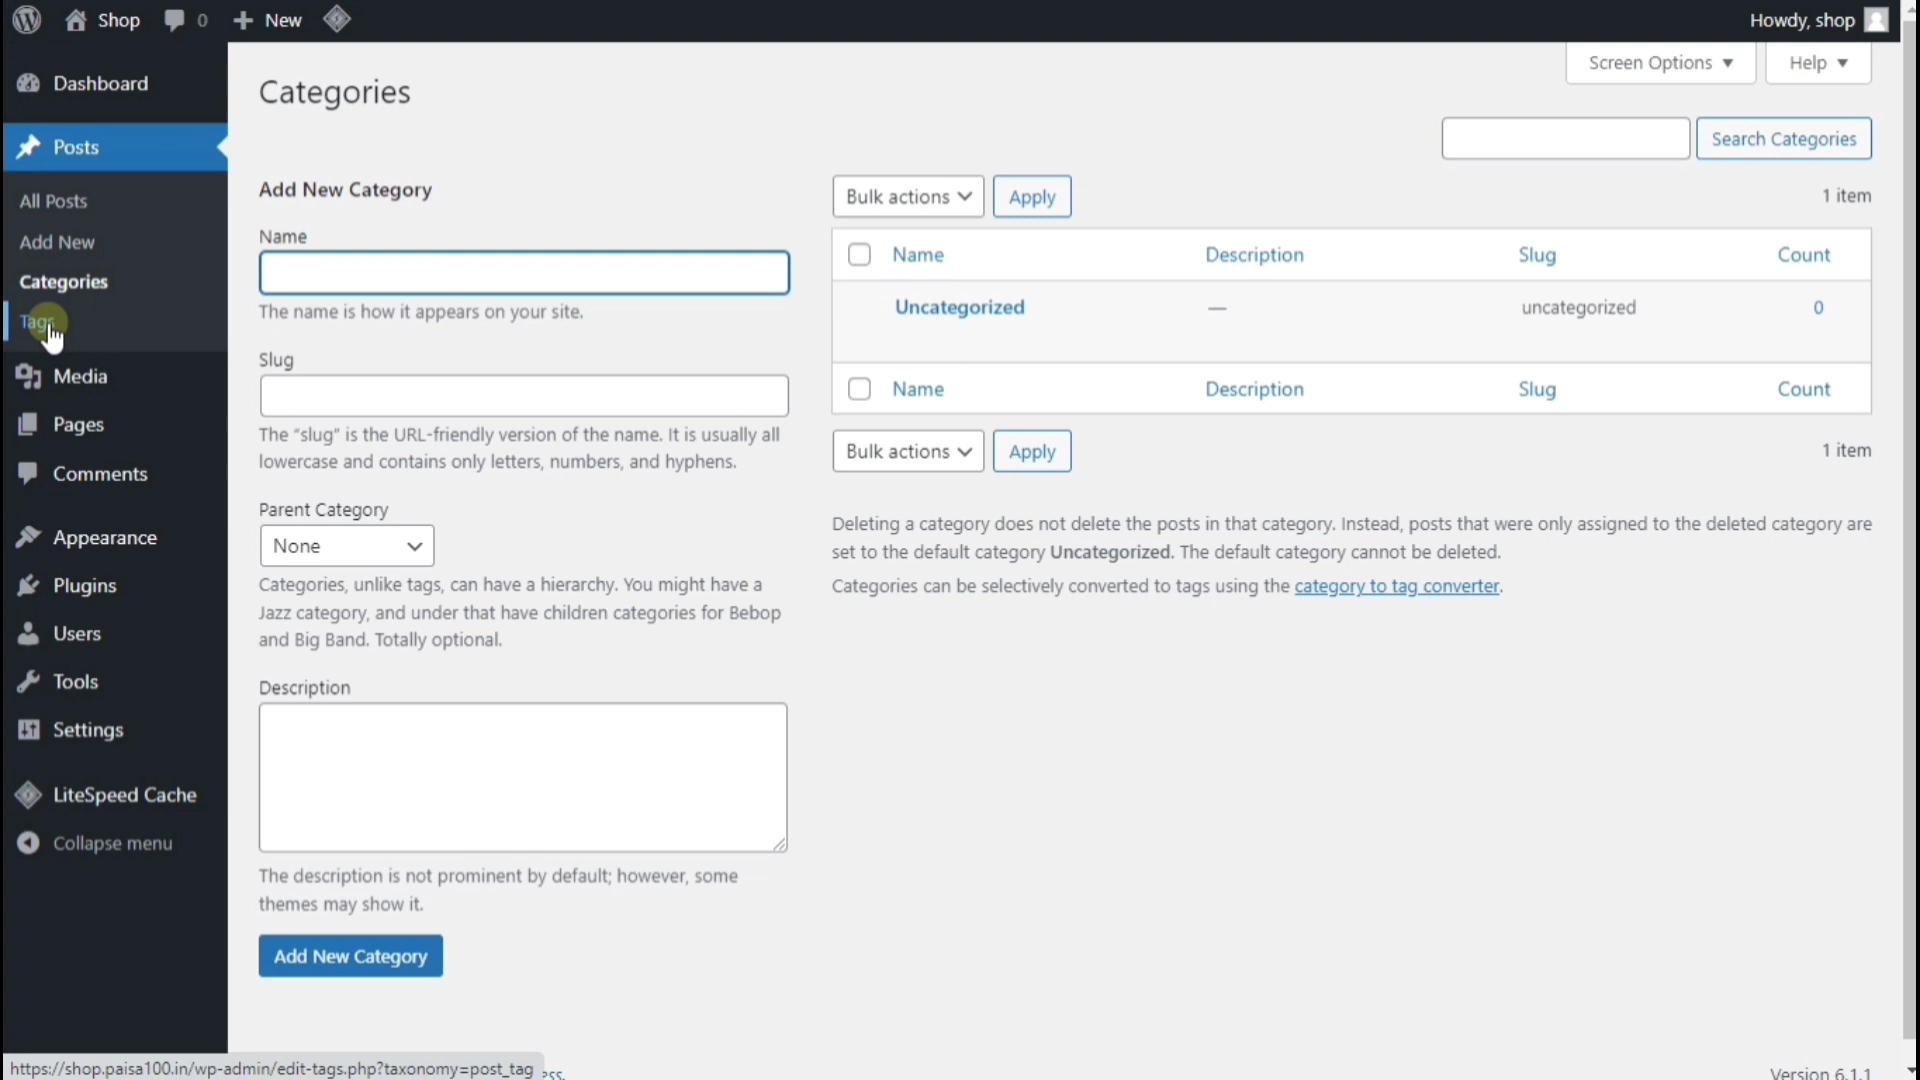 Shop 0 New Howdy, shop
Screen Options Help
Dashboard
Posts
All Posts
Add New
Categories
Tags
Media
Pages
Comments
Appearance
Plugins
Users
Tools
Settings
LiteSpeed Cache
Collapse menu
Categories
Search Categories
Add New Category
Name
The name is how it appears on your site.
Slug
The “slug” is the URL-friendly version of the name. It is usually all
lowercase and contains only letters, numbers, and hyphens.
Parent Category
None
Categories, unlike tags, can have a hierarchy. You might have a
Jazz category, and under that have children categories for Bebop
and Big Band. Totally optional.
Description
The description is not prominent by default; however, some
themes may show it.
Add New Category
Bulk actions Apply 1 item
Name Description Slug Count
Uncategorized — uncategorized 0
Name Description Slug Count
Bulk actions Apply 1 item
Deleting a category does not delete the posts in that category. Instead, posts that were only assigned to the deleted category are
set to the default category Uncategorized. The default category cannot be deleted.
Categories can be selectively converted to tags using the category to tag converter.
https://shop.paisa100.in/wp-admin/edit-tags.php?taxonomy=post_tag
Version 6.1.1